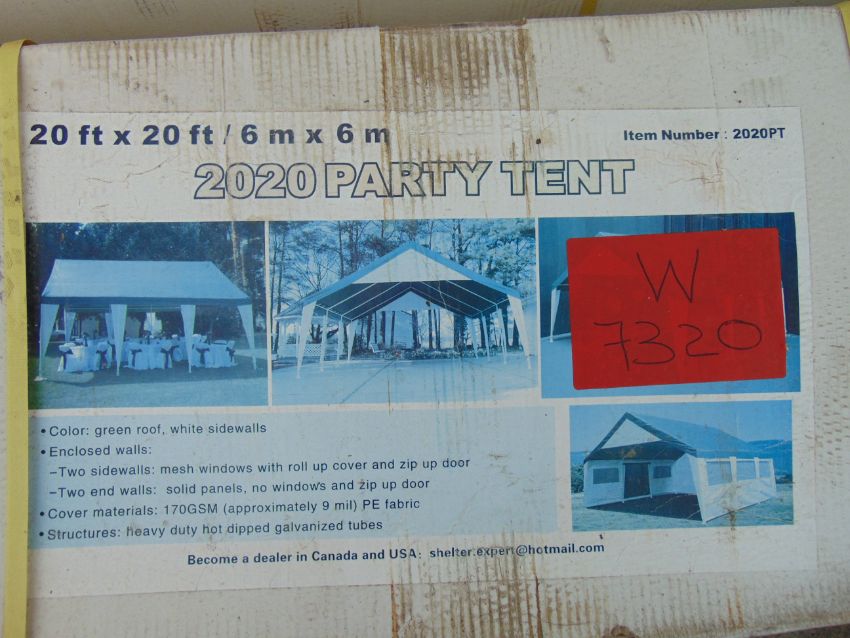 20 ft x 20 ft / 6 m x 6 m
Item Number : 2020PT
2020 PARTY TENT
W
7320
• Color: green roof, white sidewalls
• Enclosed walls:
–Two sidewalls: mesh windows with roll up cover and zip up door
–Two end walls: solid panels, no windows and zip up door
• Cover materials: 170GSM (approximately 9 mil) PE fabric
• Structures: heavy duty hot dipped galvanized tubes
Become a dealer in Canada and USA: shelter.expert@hotmail.com